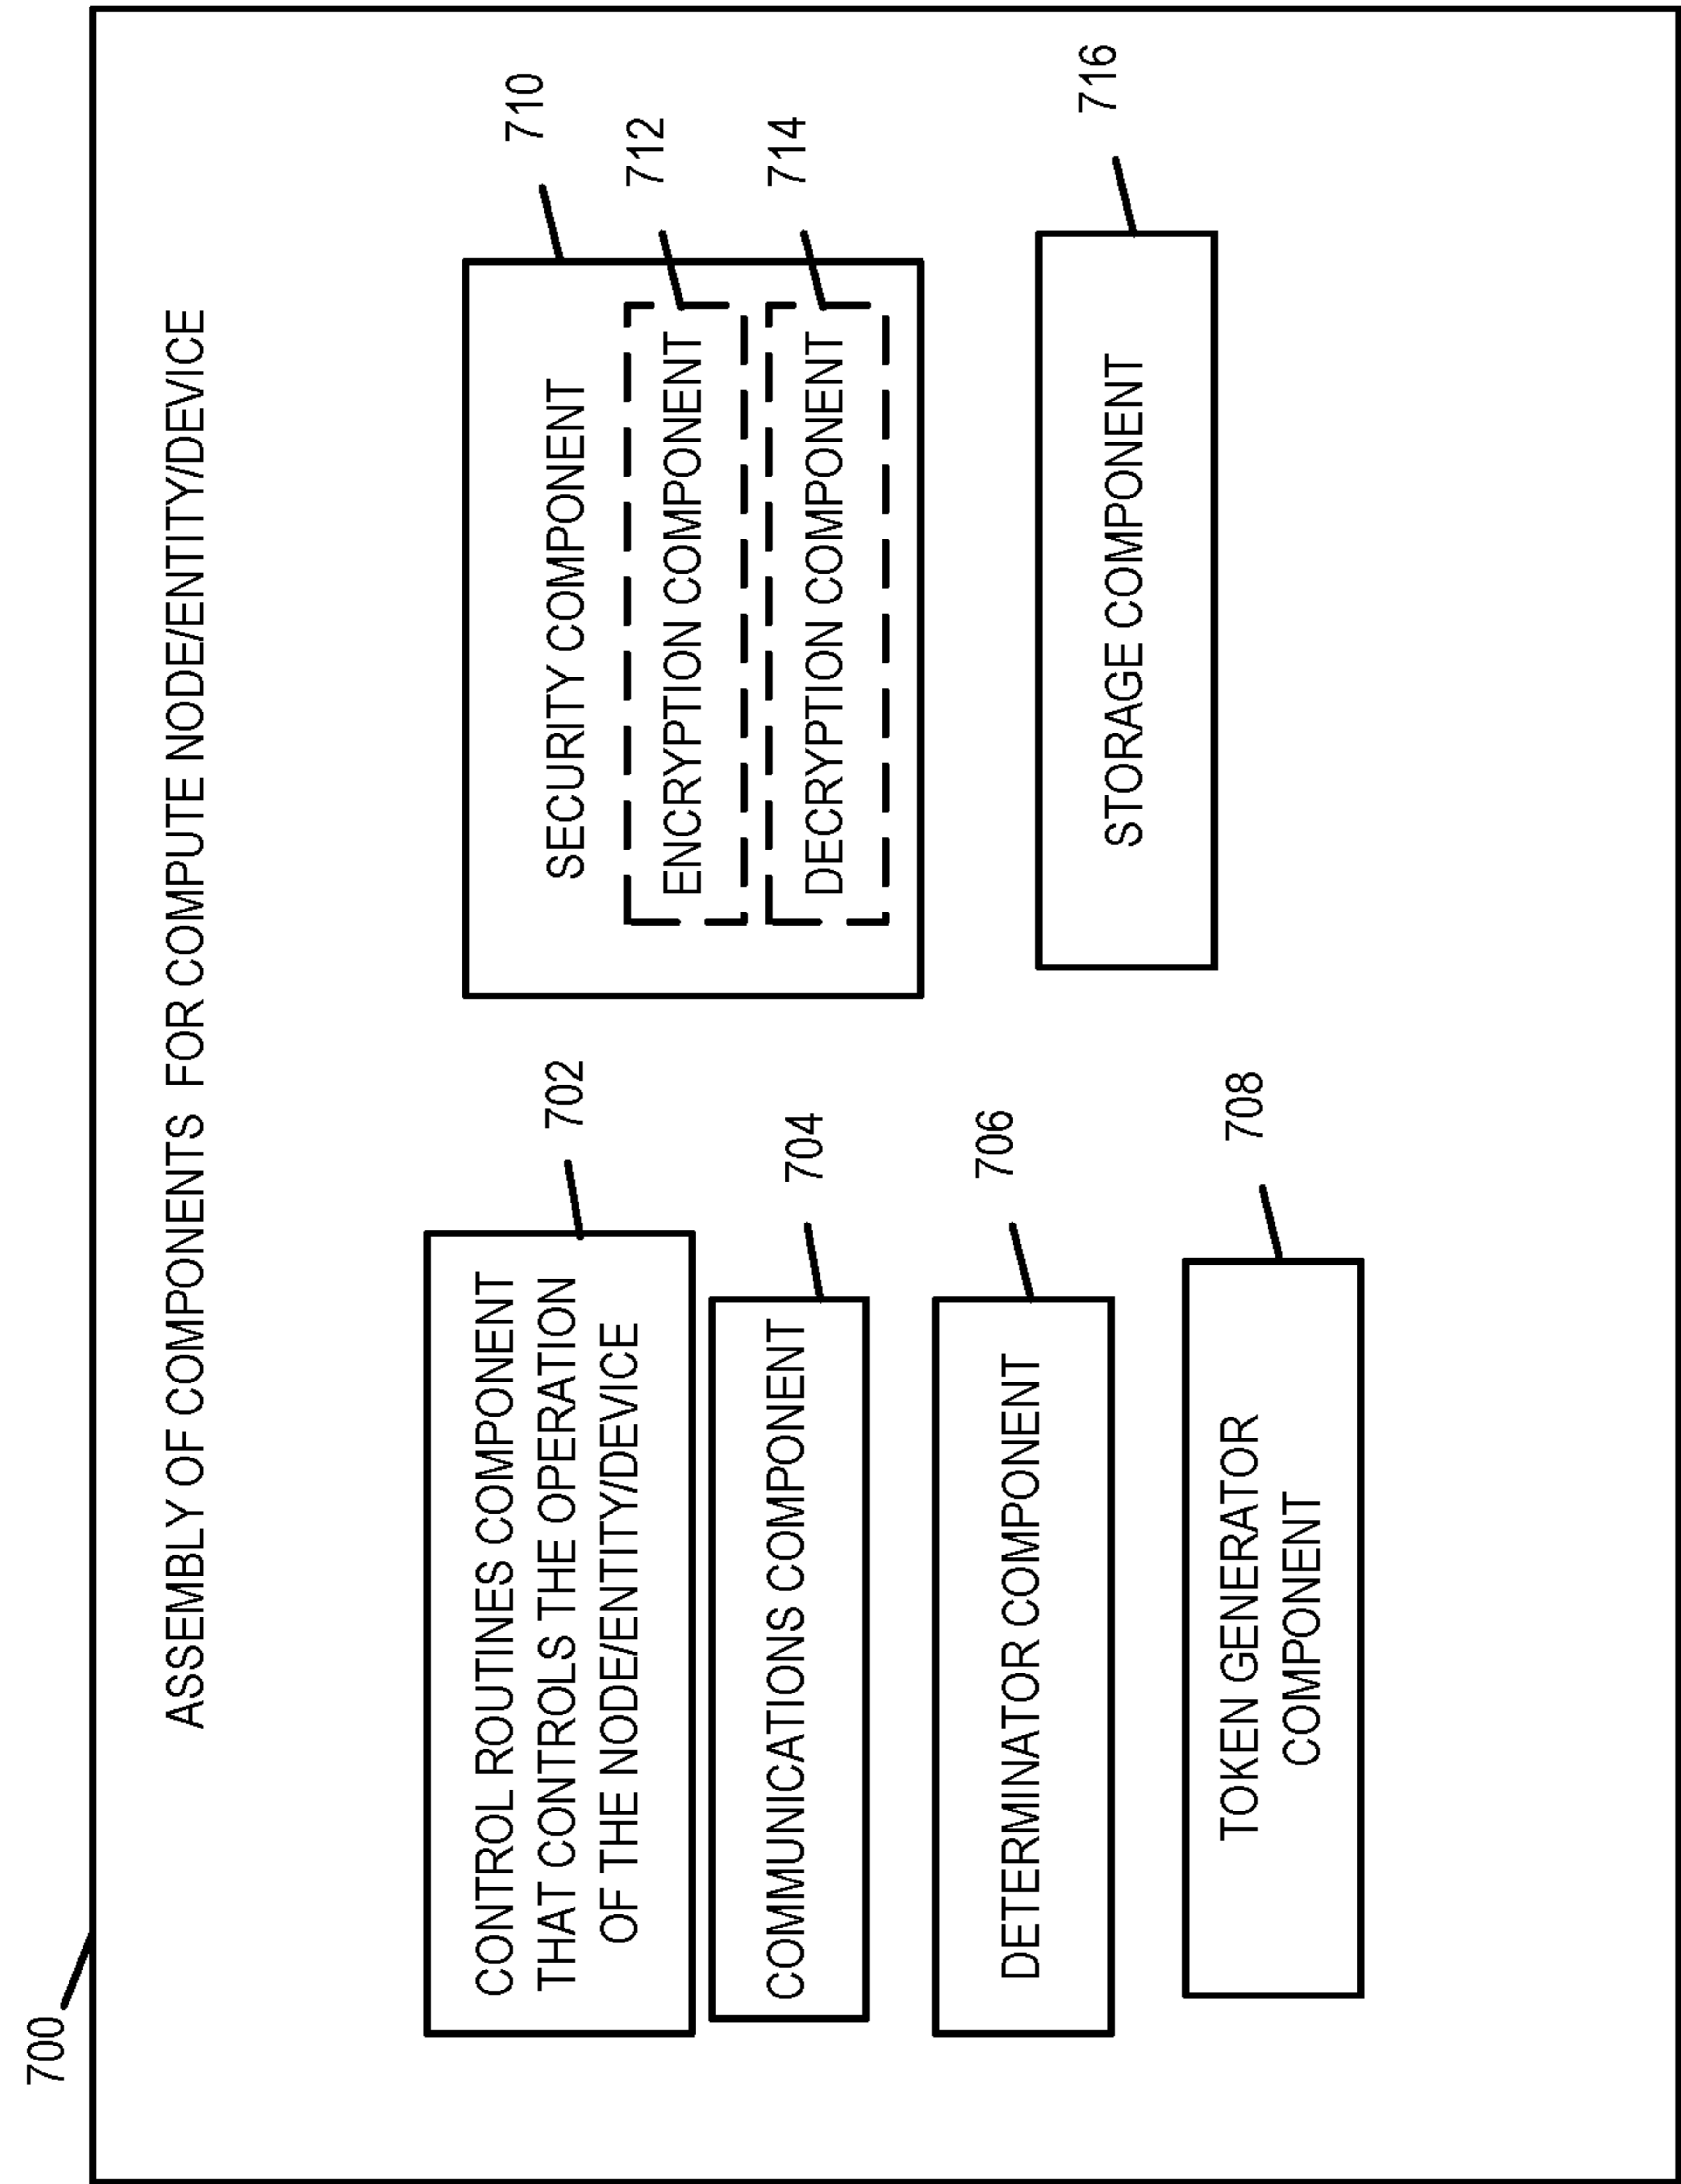 700
ASSEMBLY OF COMPONENTS FOR COMPUTE NODE/ENTITY/DEVICE
702
CONTROL ROUTINES COMPONENT
THAT CONTROLS THE OPERATION
OF THE NODE/ENTITY/DEVICE
704
COMMUNICATIONS COMPONENT
706
DETERMINATOR COMPONENT
708
TOKEN GENERATOR
COMPONENT
710
SECURITY COMPONENT
712
ENCRYPTION COMPONENT
714
DECRYPTION COMPONENT
716
STORAGE COMPONENT